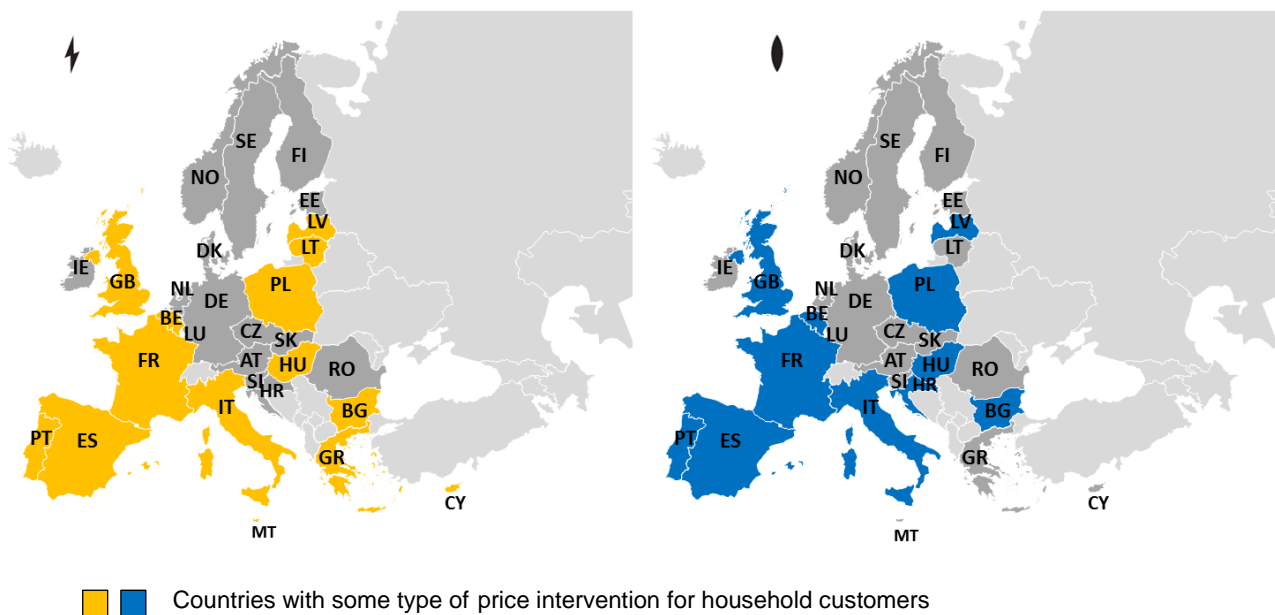 SE
FI
NO
EE
LV
LT
DK
IE
GB
NL
DE
PL
BE
LU
CZ
SK
FR
AT
HU
RO
SI
HR
IT
BG
PT
ES
GR
CY
MT
SE
FI
NO
EE
LV
LT
DK
IE
GB
NL
DE
PL
BE
LU
CZ
SK
FR
AT
HU
RO
SI
HR
IT
BG
PT
ES
GR
CY
MT
Countries with some type of price intervention for household customers